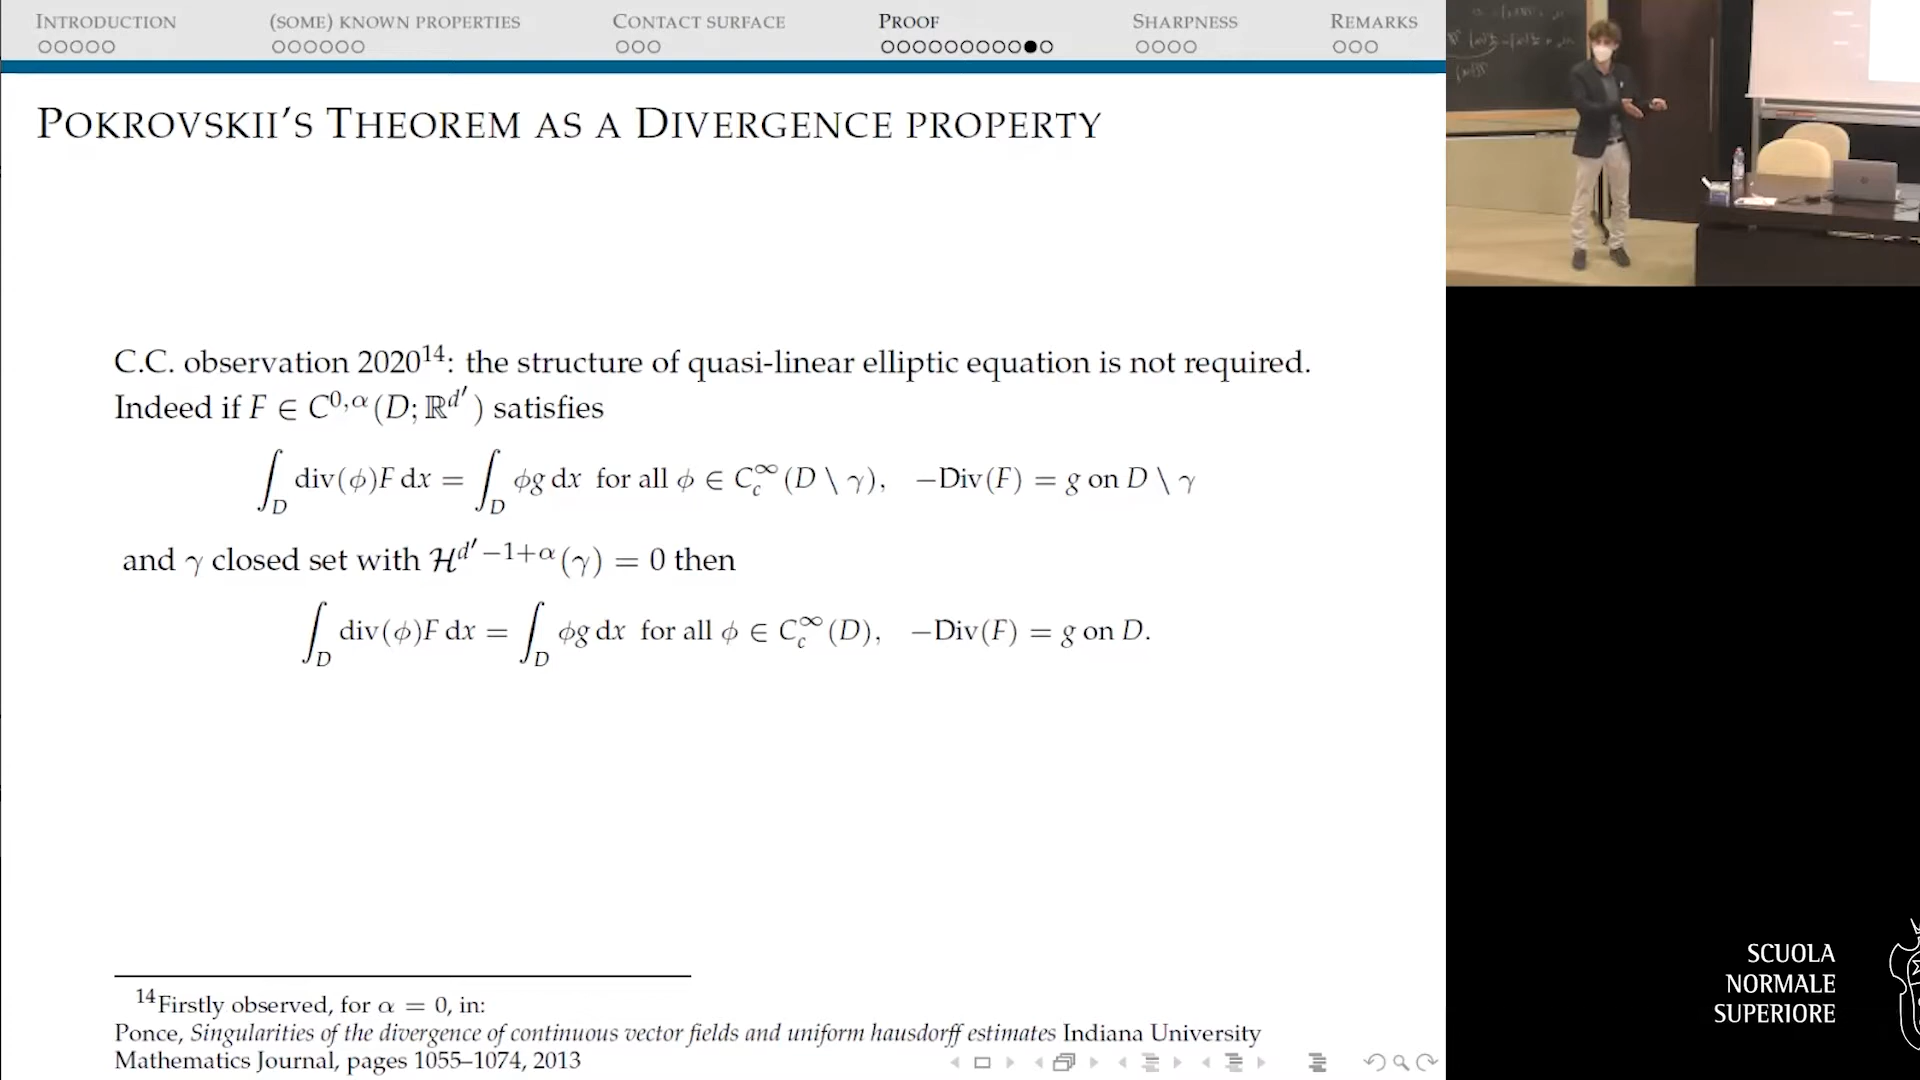 INTRODUCTION (SOME) KNOWN PROPERTIES CONTACT SURFACE PROOF SHARPNESS REMARKS
POKROVSKII'S THEOREM AS A DIVERGENCE PROPERTY
C.C. observation 2020¹⁴: the structure of quasi-linear elliptic equation is not required.
Indeed if F ∈ C^{0,α}(D; ℝ^{d′}) satisfies
∫_D div(ϕ)F dx = ∫_D ϕg dx for all ϕ ∈ C_c^∞(D \ γ), −Div(F) = g on D \ γ
and γ closed set with ℋ^{d′−1+α}(γ) = 0 then
∫_D div(ϕ)F dx = ∫_D ϕg dx for all ϕ ∈ C_c^∞(D), −Div(F) = g on D.
¹⁴Firstly observed, for α = 0, in:
Ponce, Singularities of the divergence of continuous vector fields and uniform hausdorff estimates Indiana University
Mathematics Journal, pages 1055–1074, 2013
SCUOLA
NORMALE
SUPERIORE